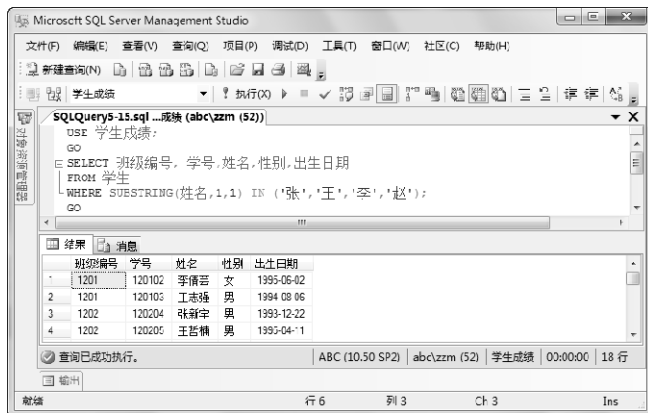 Microsoft SQL Server Management Studio
文件(F) 编辑(E) 查看(V) 查询(Q) 项目(P) 调试(D) 工具(T) 窗口(W) 社区(C) 帮助(H)
新建查询(N)
学生成绩 执行(X)
对象资源管理器
SQLQuery5-15.sql ...成绩 (abc\zzm (52))
USE 学生成绩;
GO
SELECT 班级编号, 学号,姓名,性别,出生日期
FROM 学生
WHERE SUBSTRING(姓名,1,1) IN ('张','王','李','赵');
GO
结果 消息
班级编号 学号 姓名 性别 出生日期
1 1201 120102 李倩芸 女 1995-06-02
2 1201 120103 王志强 男 1994-08-06
3 1202 120204 张新宇 男 1993-12-22
4 1202 120205 王哲楠 男 1995-04-11
查询已成功执行。 ABC (10.50 SP2) abc\zzm (52) 学生成绩 00:00:00 18 行
输出
就绪 行 6 列 3 Ch 3 Ins